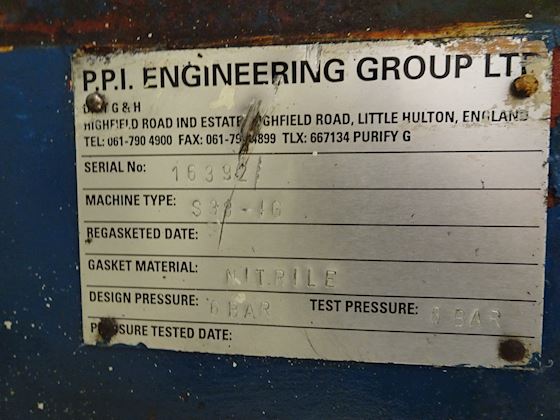 P.P.I. ENGINEERING GROUP LTD
G & H
HIGHFIELD ROAD IND ESTATE, HIGHFIELD ROAD, LITTLE HULTON, ENGLAND
TEL: 061-790 4900 FAX: 061-79 4899 TLX: 667134 PURIFY G
SERIAL No: 16392
MACHINE TYPE:
REGASKETED DATE:
GASKET MATERIAL: NITRILE
DESIGN PRESSURE: 6 BAR TEST PRESSURE: BAR
PRESSURE TESTED DATE: